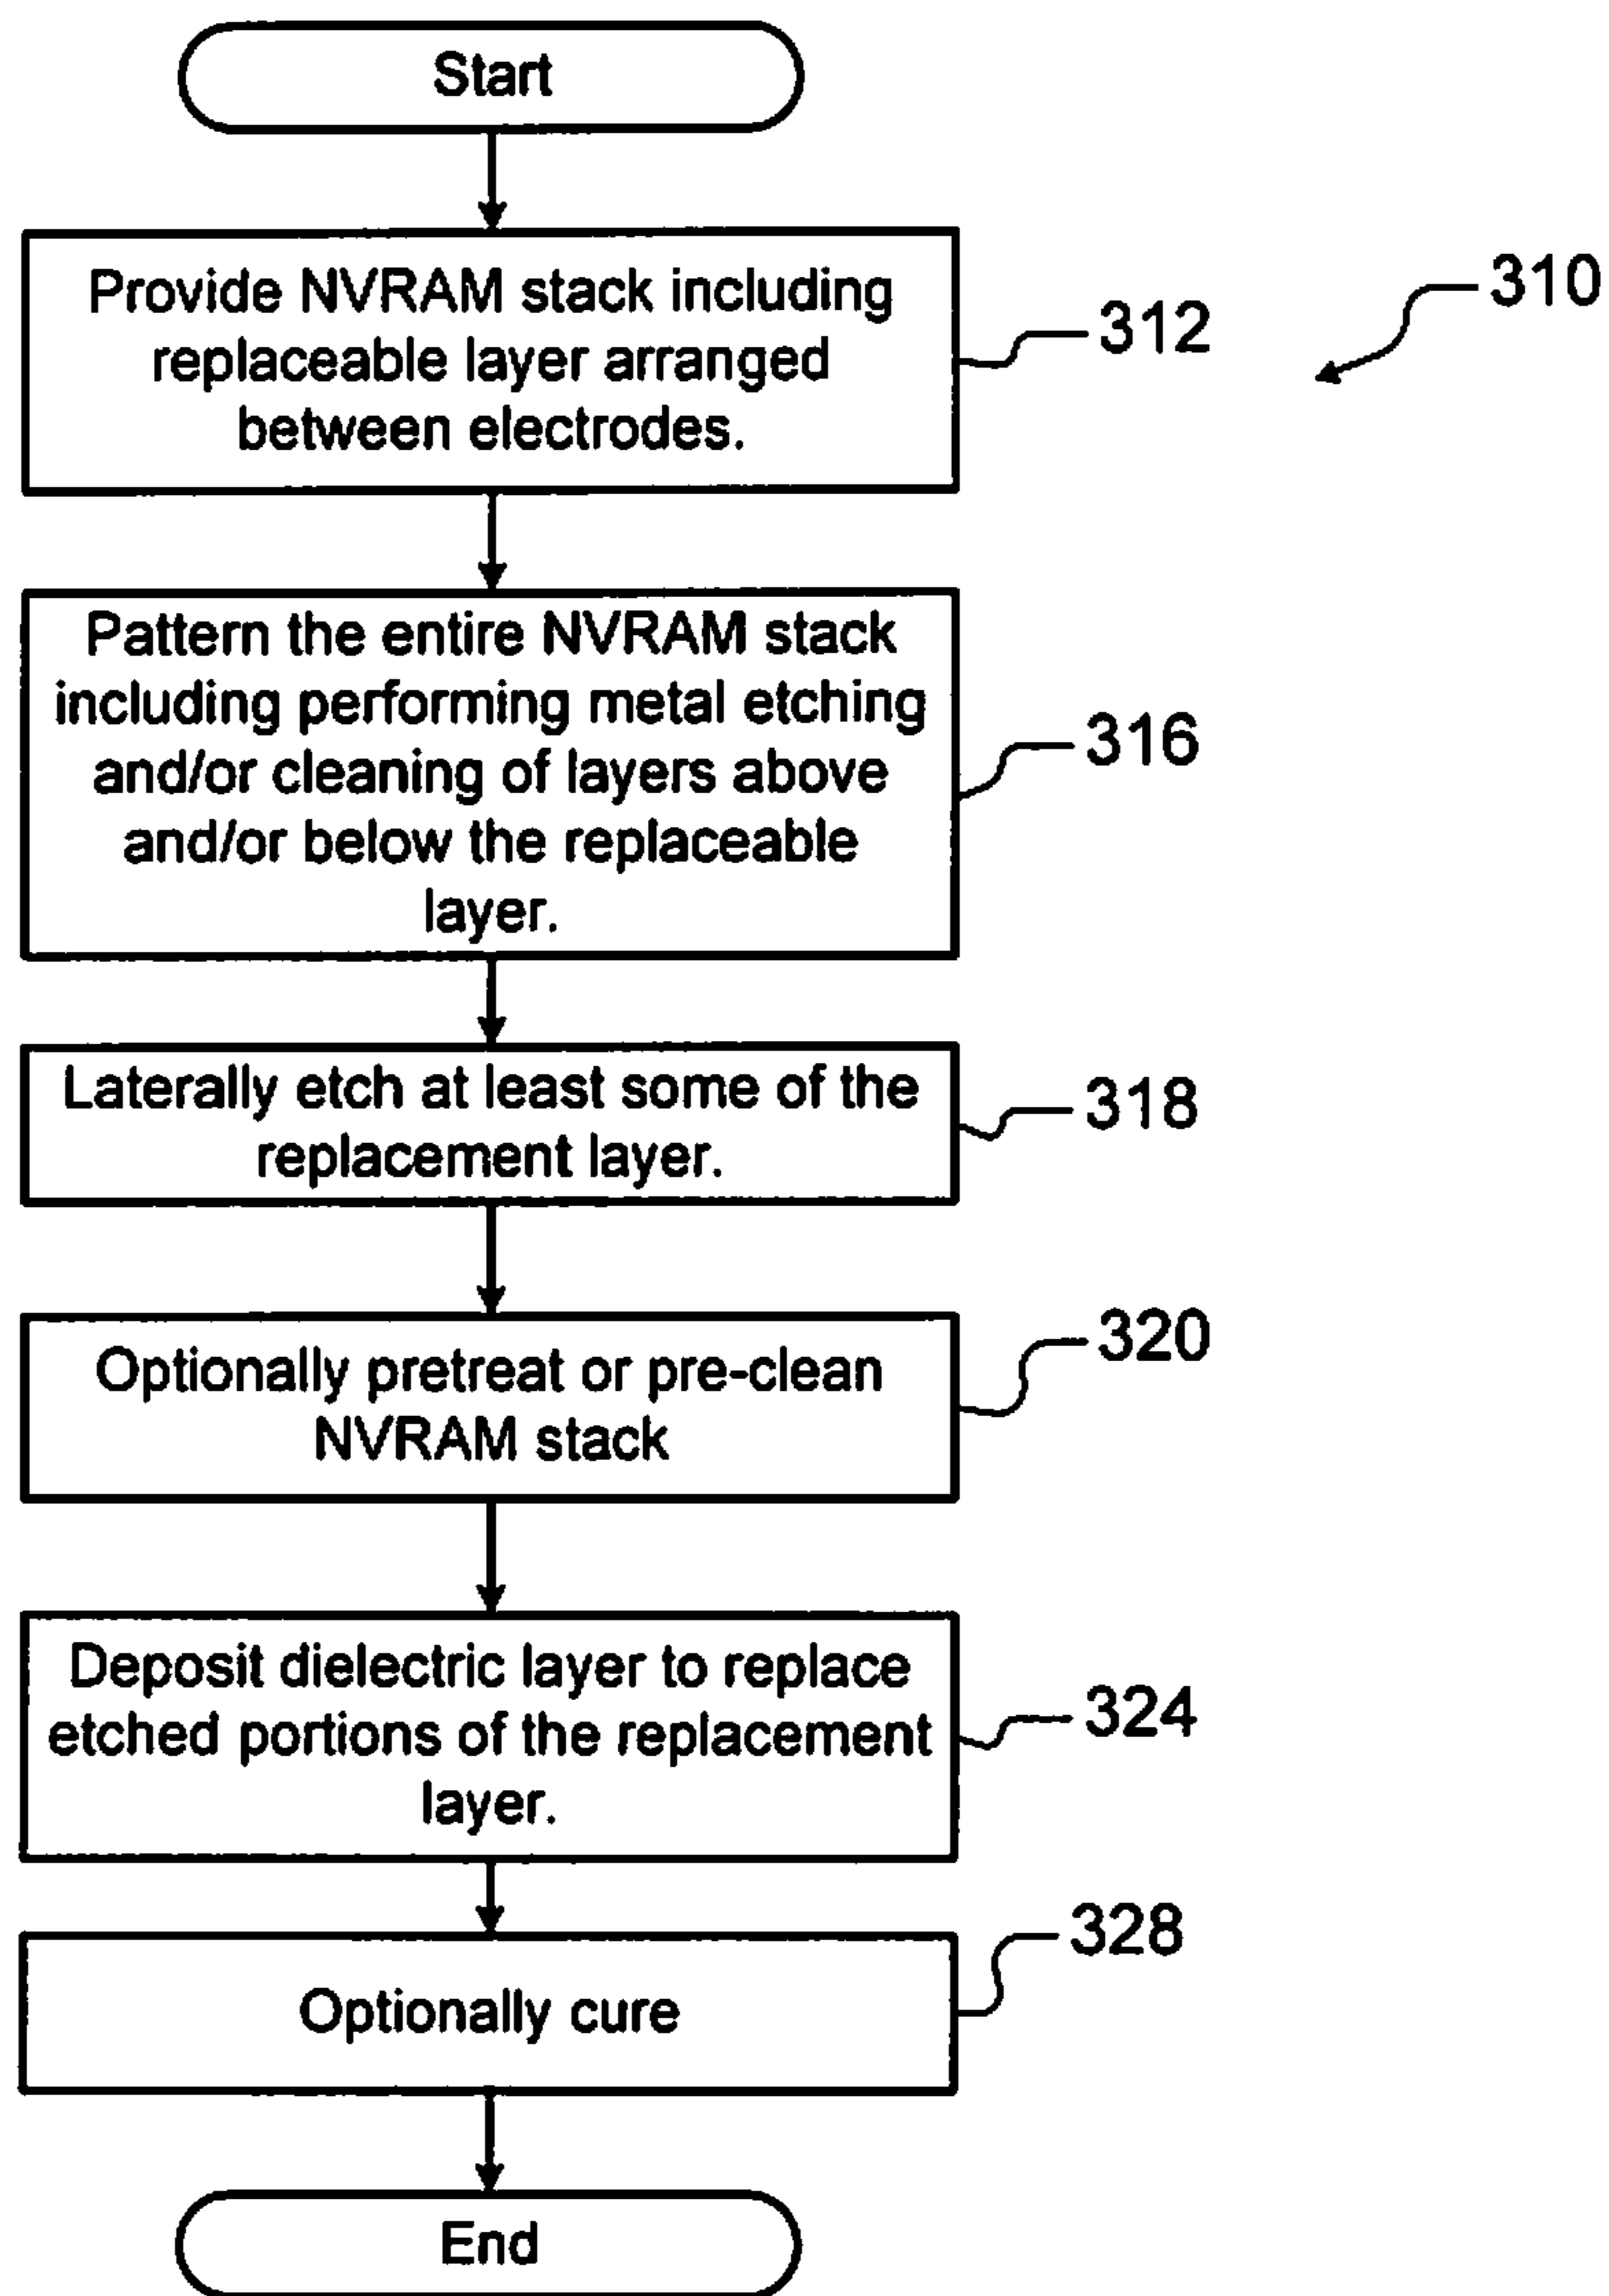 Start
Provide NVRAM stack including
replaceable layer arranged
between electrodes.
312
310
Pattern the entire NVRAM stack
including performing metal etching
and/or cleaning of layers above
and/or below the replaceable
layer.
316
Laterally etch at least some of the
replacement layer.
318
Optionally pretreat or pre-clean
NVRAM stack
320
Deposit dielectric layer to replace
etched portions of the replacement
layer.
324
Optionally cure
328
End